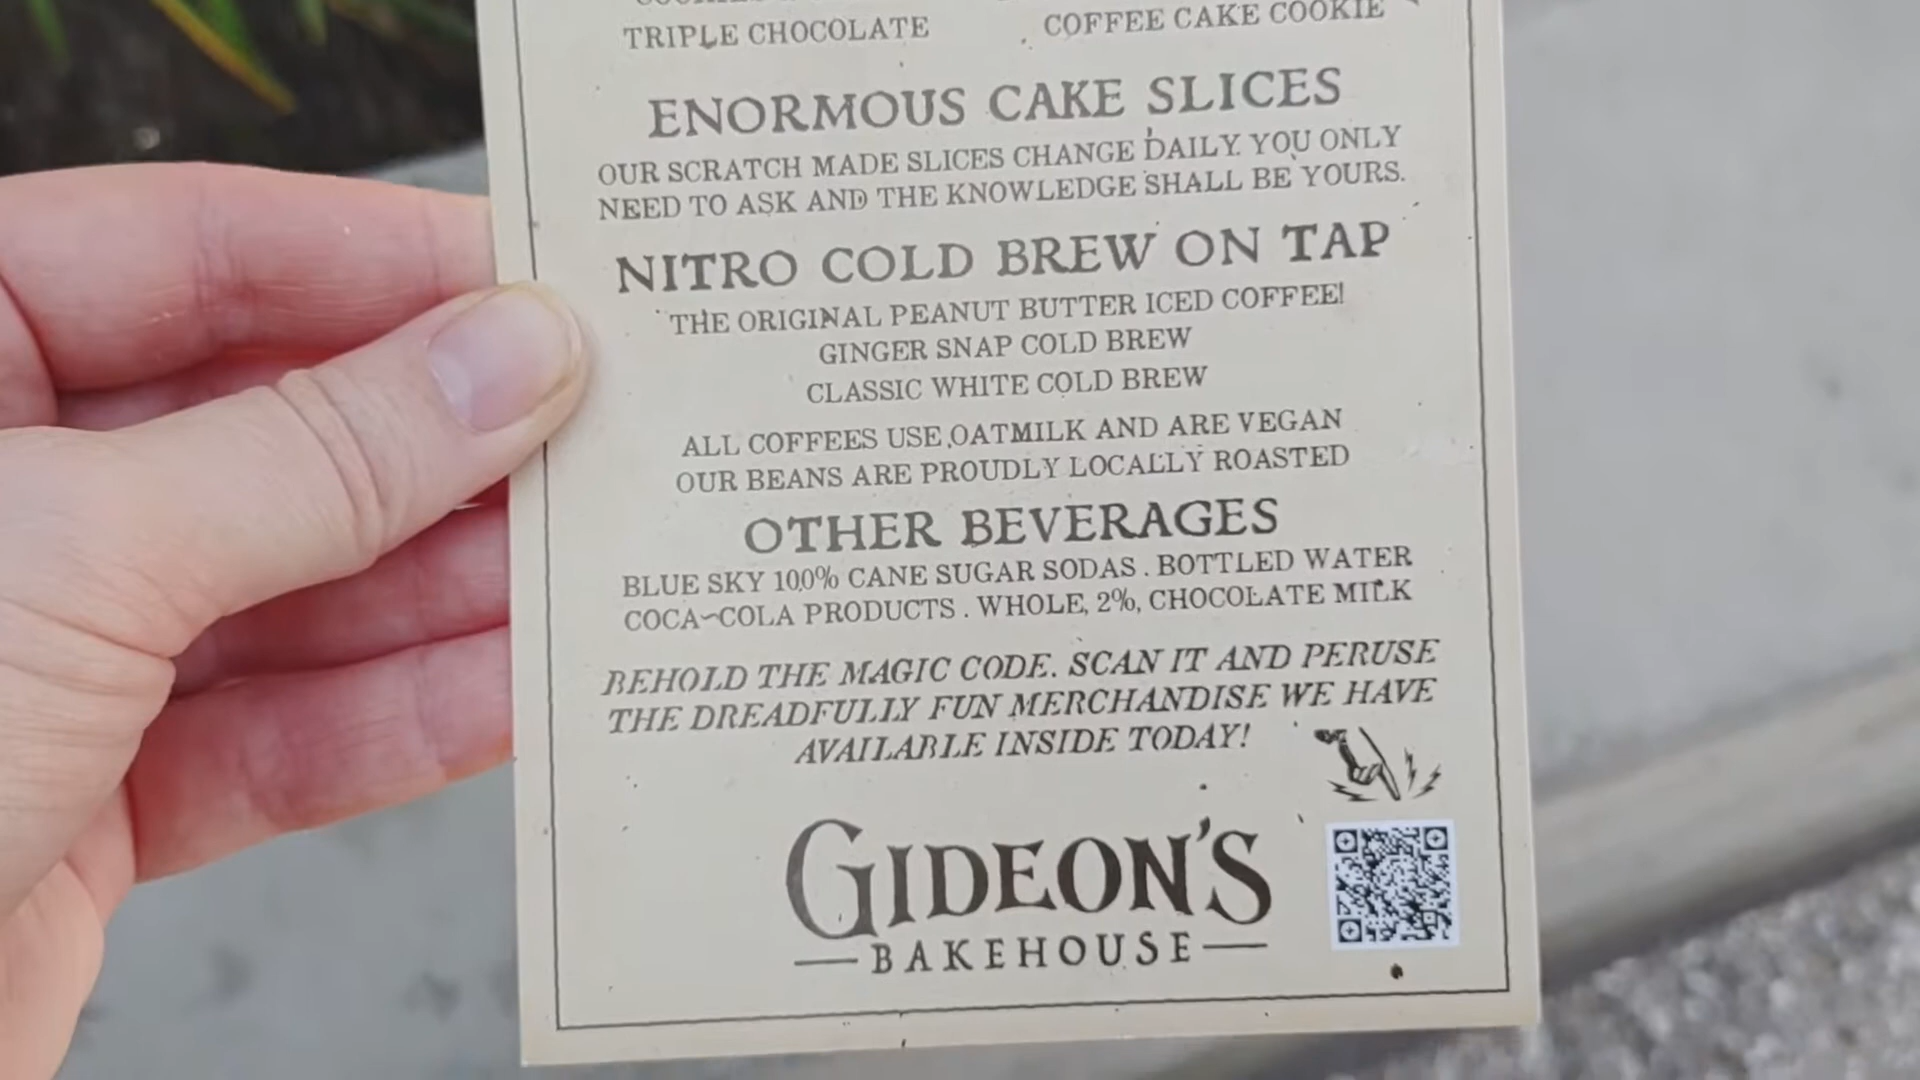 TRIPLE CHOCOLATE COFFEE CAKE COOKIE
ENORMOUS CAKE SLICES
OUR SCRATCH MADE SLICES CHANGE DAILY. YOU ONLY
NEED TO ASK AND THE KNOWLEDGE SHALL BE YOURS.
NITRO COLD BREW ON TAP
THE ORIGINAL PEANUT BUTTER ICED COFFEE!
GINGER SNAP COLD BREW
CLASSIC WHITE COLD BREW
ALL COFFEES USE OATMILK AND ARE VEGAN
OUR BEANS ARE PROUDLY LOCALLY ROASTED
OTHER BEVERAGES
BLUE SKY 100% CANE SUGAR SODAS . BOTTLED WATER
COCA~COLA PRODUCTS . WHOLE, 2%, CHOCOLATE MILK
BEHOLD THE MAGIC CODE. SCAN IT AND PERUSE
THE DREADFULLY FUN MERCHANDISE WE HAVE
AVAILABLE INSIDE TODAY!
GIDEON'S
BAKEHOUSE